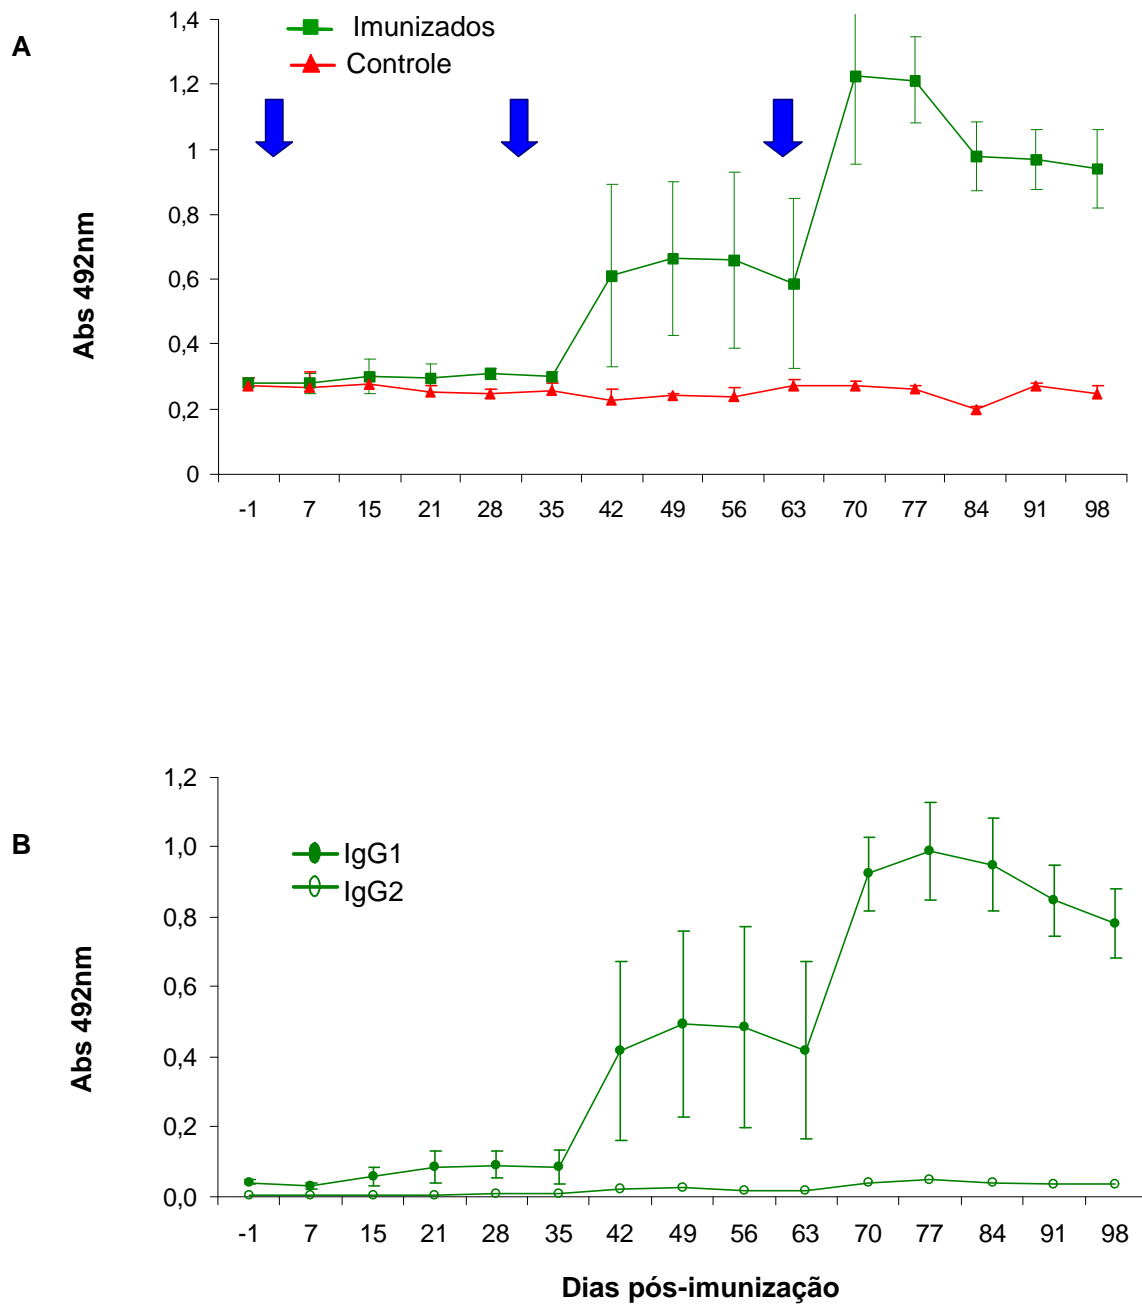 A
Imunizados
Controle
Abs 492nm
1,4
1,2
1
0,8
0,6
0,4
0,2
0
-1 7 15 21 28 35 42 49 56 63 70 77 84 91 98
B
IgG1
IgG2
Abs 492nm
1,2
1,0
0,8
0,6
0,4
0,2
0,0
-1 7 15 21 28 35 42 49 56 63 70 77 84 91 98
Dias pós-imunização